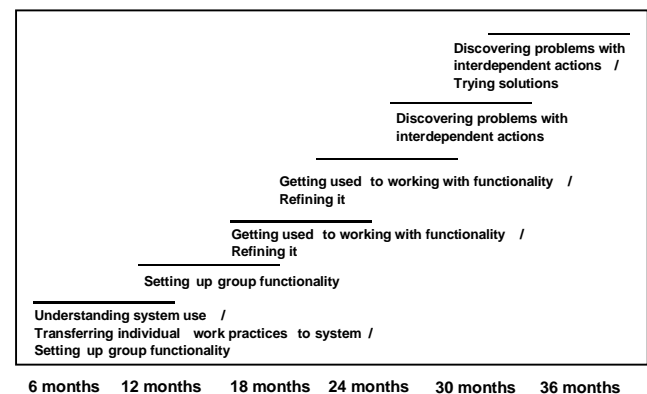 Discovering problems with
interdependent actions /
Trying solutions
Discovering problems with
interdependent actions
Getting used to working with functionality /
Refining it
Getting used to working with functionality /
Refining it
Setting up group functionality
Understanding system use /
Transferring individual work practices to system /
Setting up group functionality
6 months 12 months 18 months 24 months 30 months 36 months